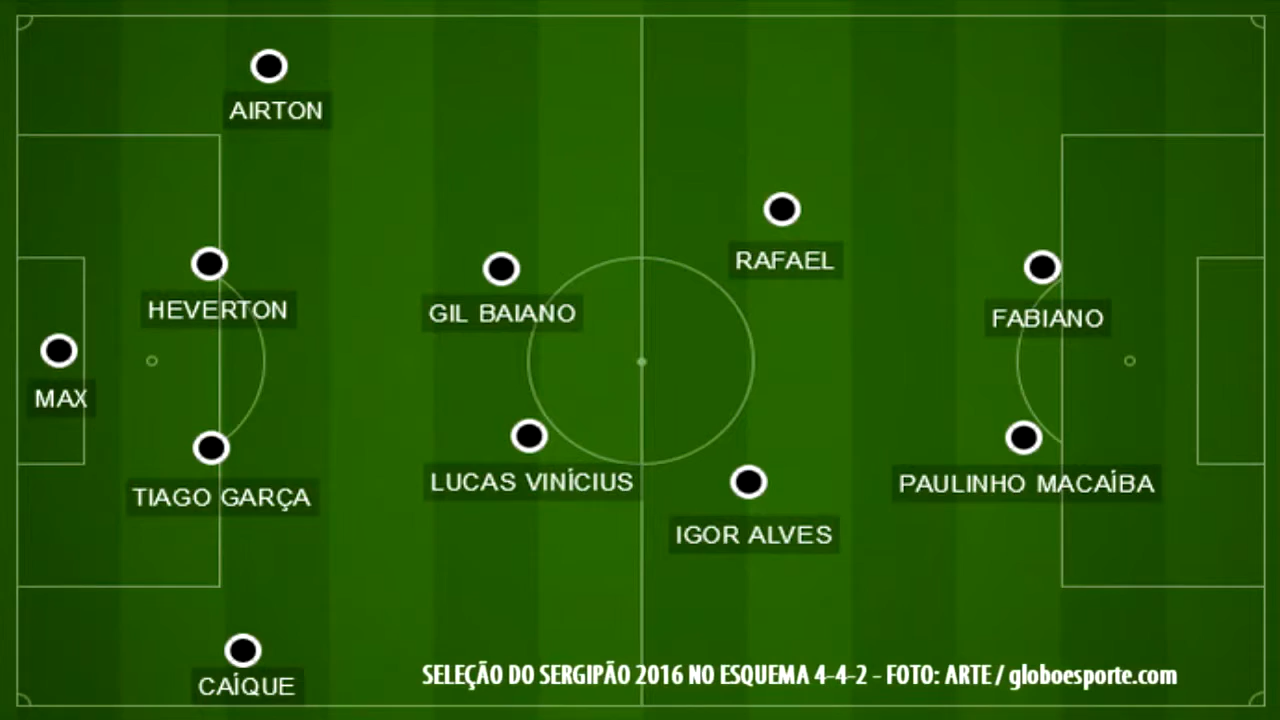 AIRTON
RAFAEL
HEVERTON
GIL BAIANO
FABIANO
MAX
TIAGO GARÇA
LUCAS VINÍCIUS
PAULINHO MACAÍBA
IGOR ALVES
CAÍQUE
SELEÇÃO DO SERGIPÃO 2016 NO ESQUEMA 4-4-2 - FOTO: ARTE / globoesporte.com